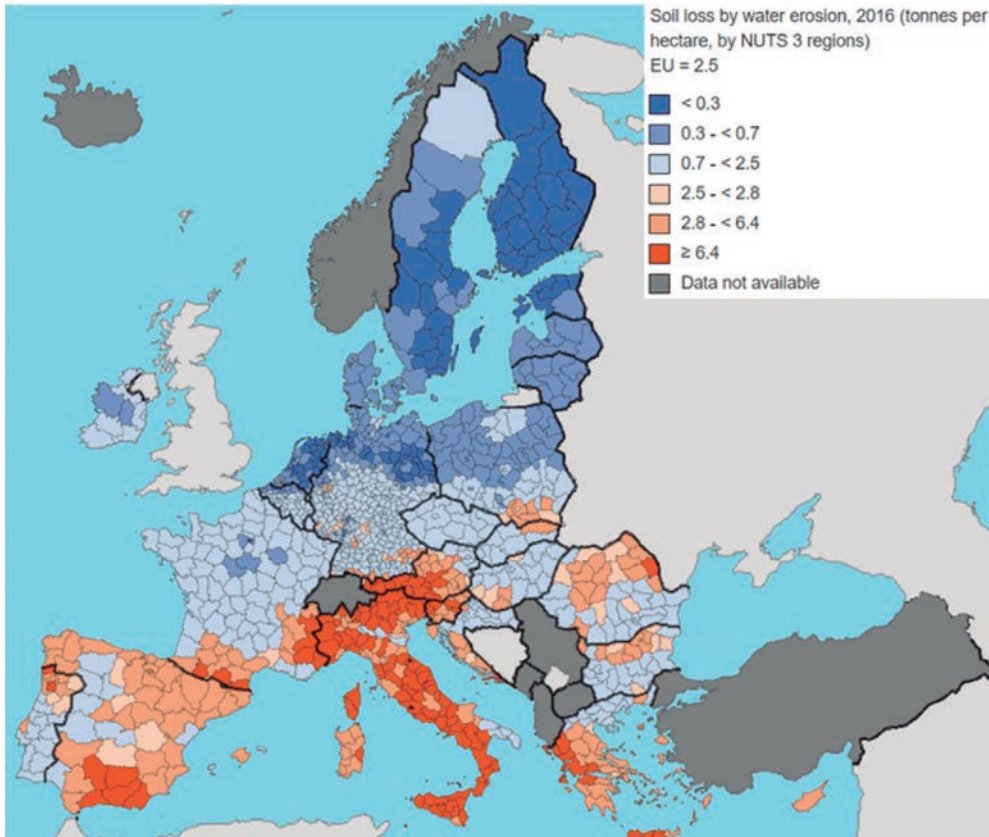 Soil loss by water erosion, 2016 (tonnes per
hectare, by NUTS 3 regions)
EU = 2.5
< 0.3
0.3 - < 0.7
0.7 - < 2.5
2.5 - < 2.8
2.8 - < 6.4
≥ 6.4
Data not available